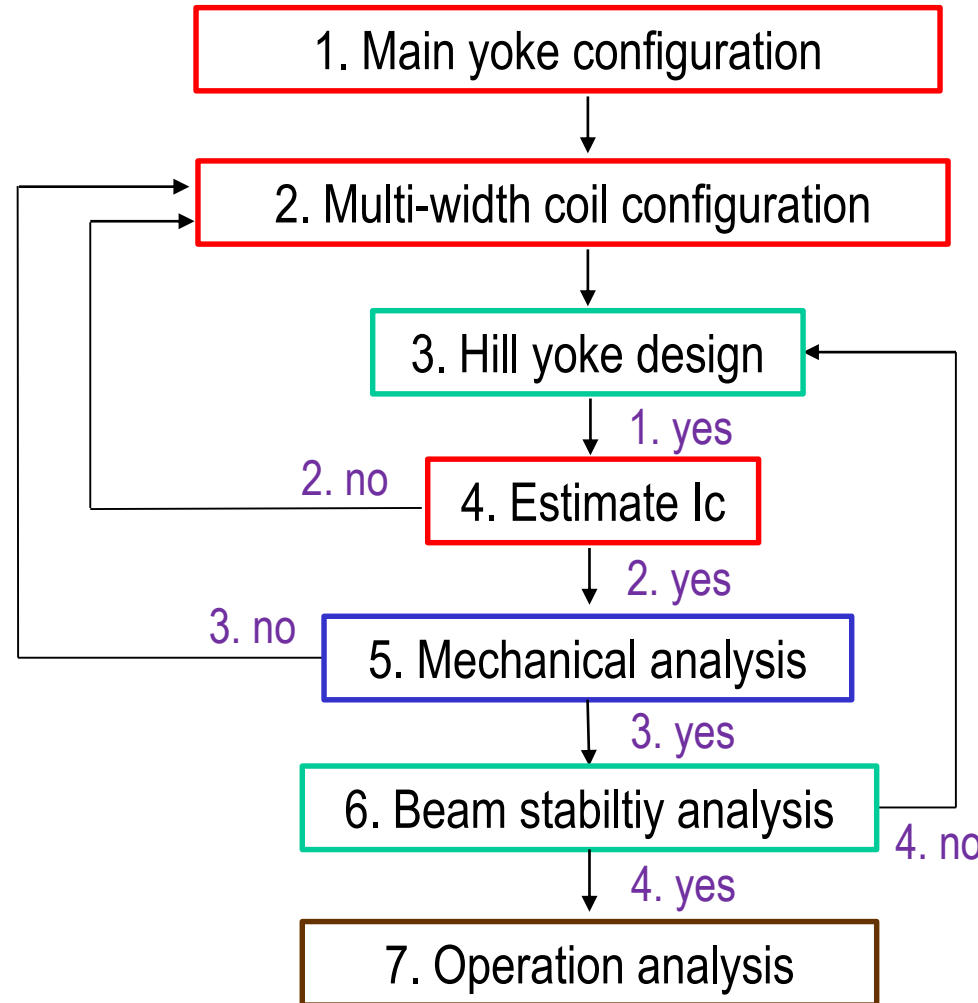 1. Main yoke configuration
2. Multi-width coil configuration
3. Hill yoke design
1. yes
2. no
4. Estimate Ic
2. yes
3. no
5. Mechanical analysis
3. yes
6. Beam stabiltiy analysis
4. no
4. yes
7. Operation analysis